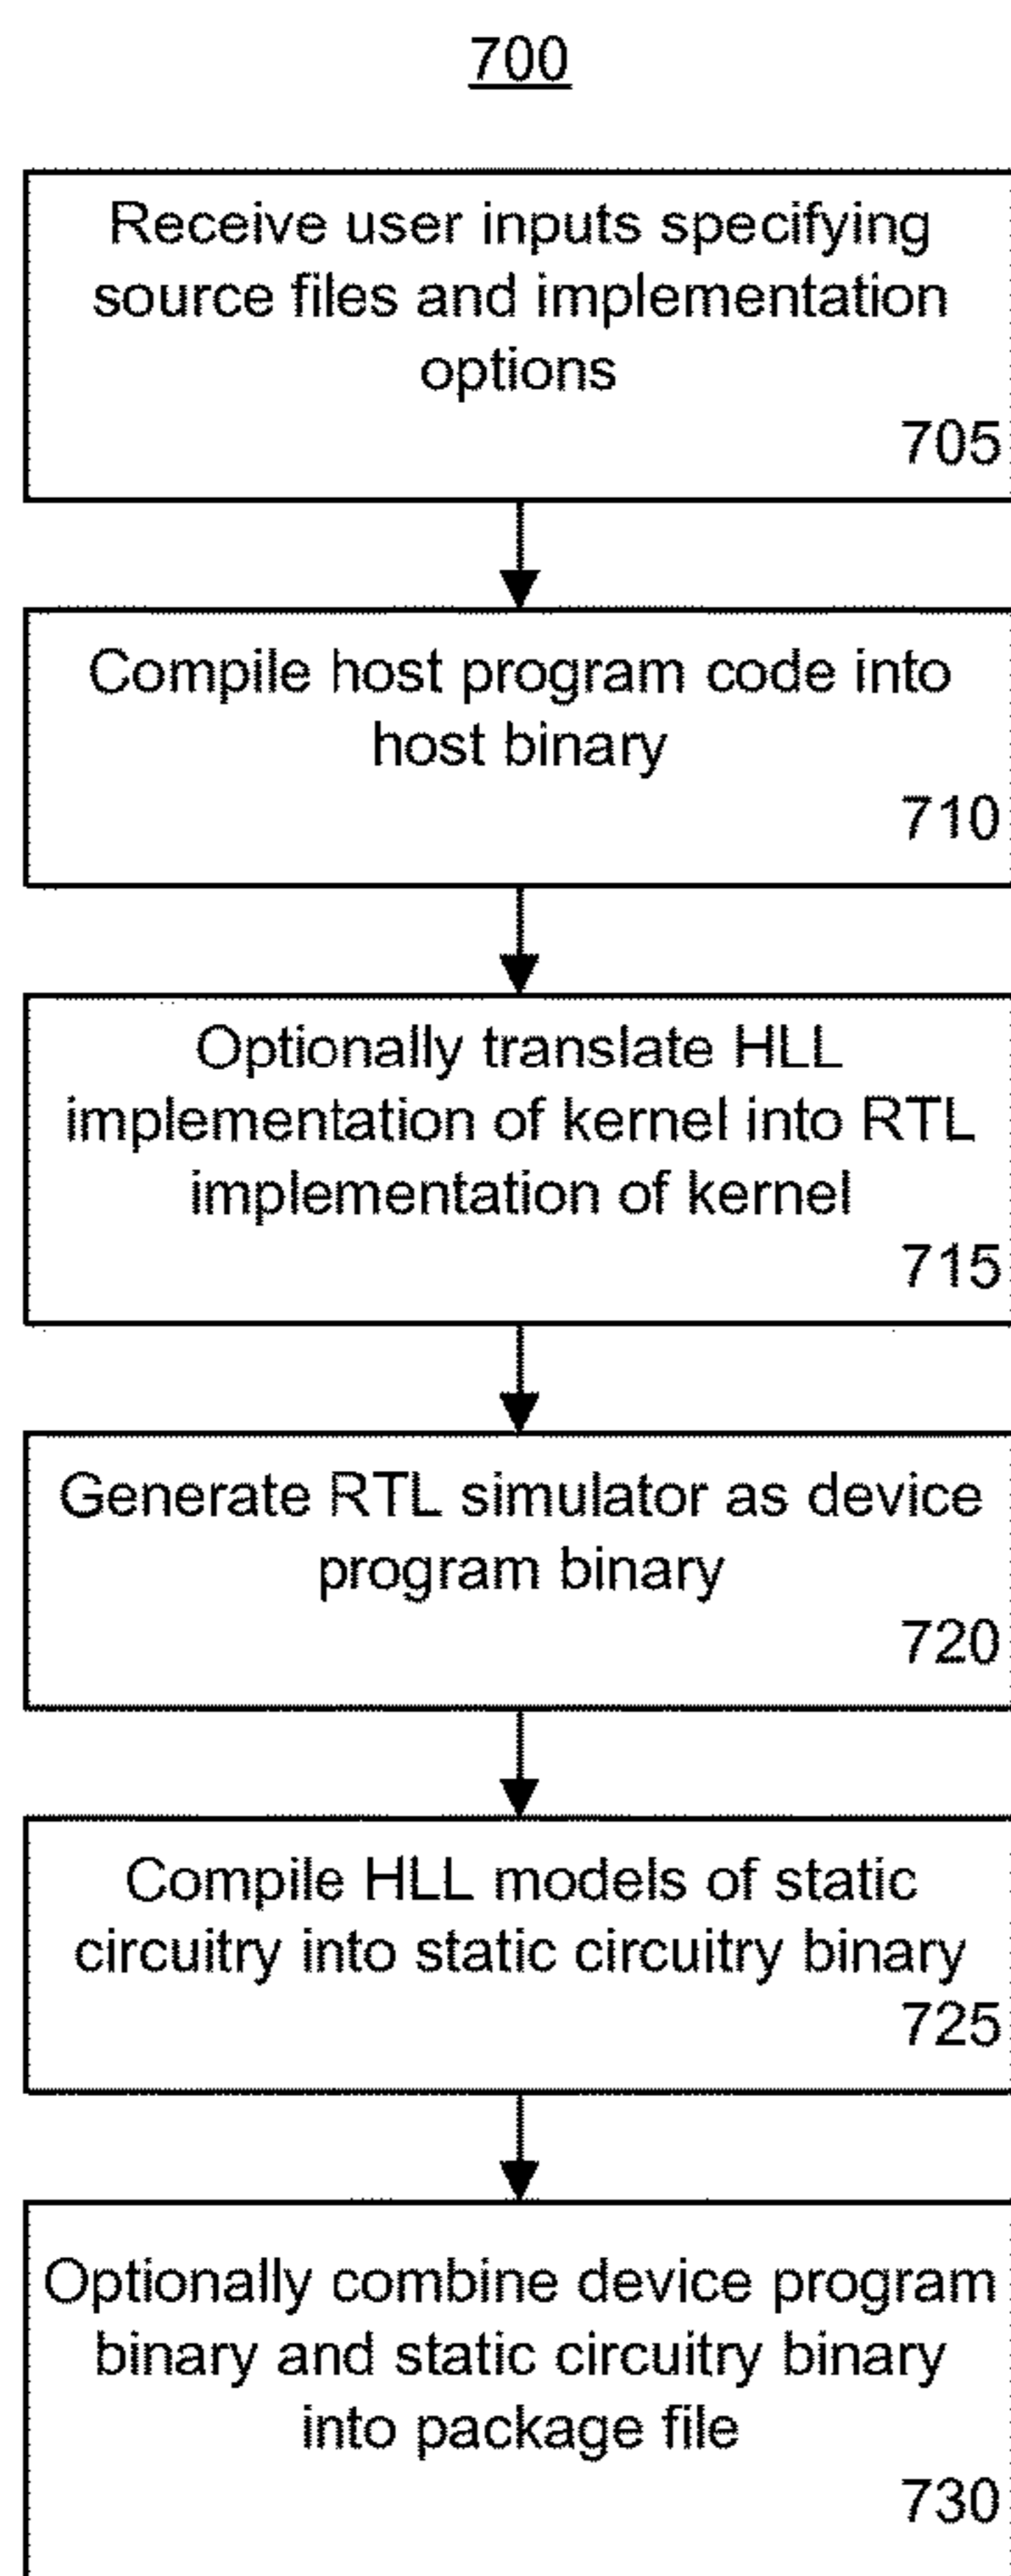 700
Receive user inputs specifying
source files and implementation
options
705
Compile host program code into
host binary
710
Optionally translate HLL
implementation of kernel into RTL
implementation of kernel
715
Generate RTL simulator as device
program binary
720
Compile HLL models of static
circuitry into static circuitry binary
725
Optionally combine device program
binary and static circuitry binary
into package file
730